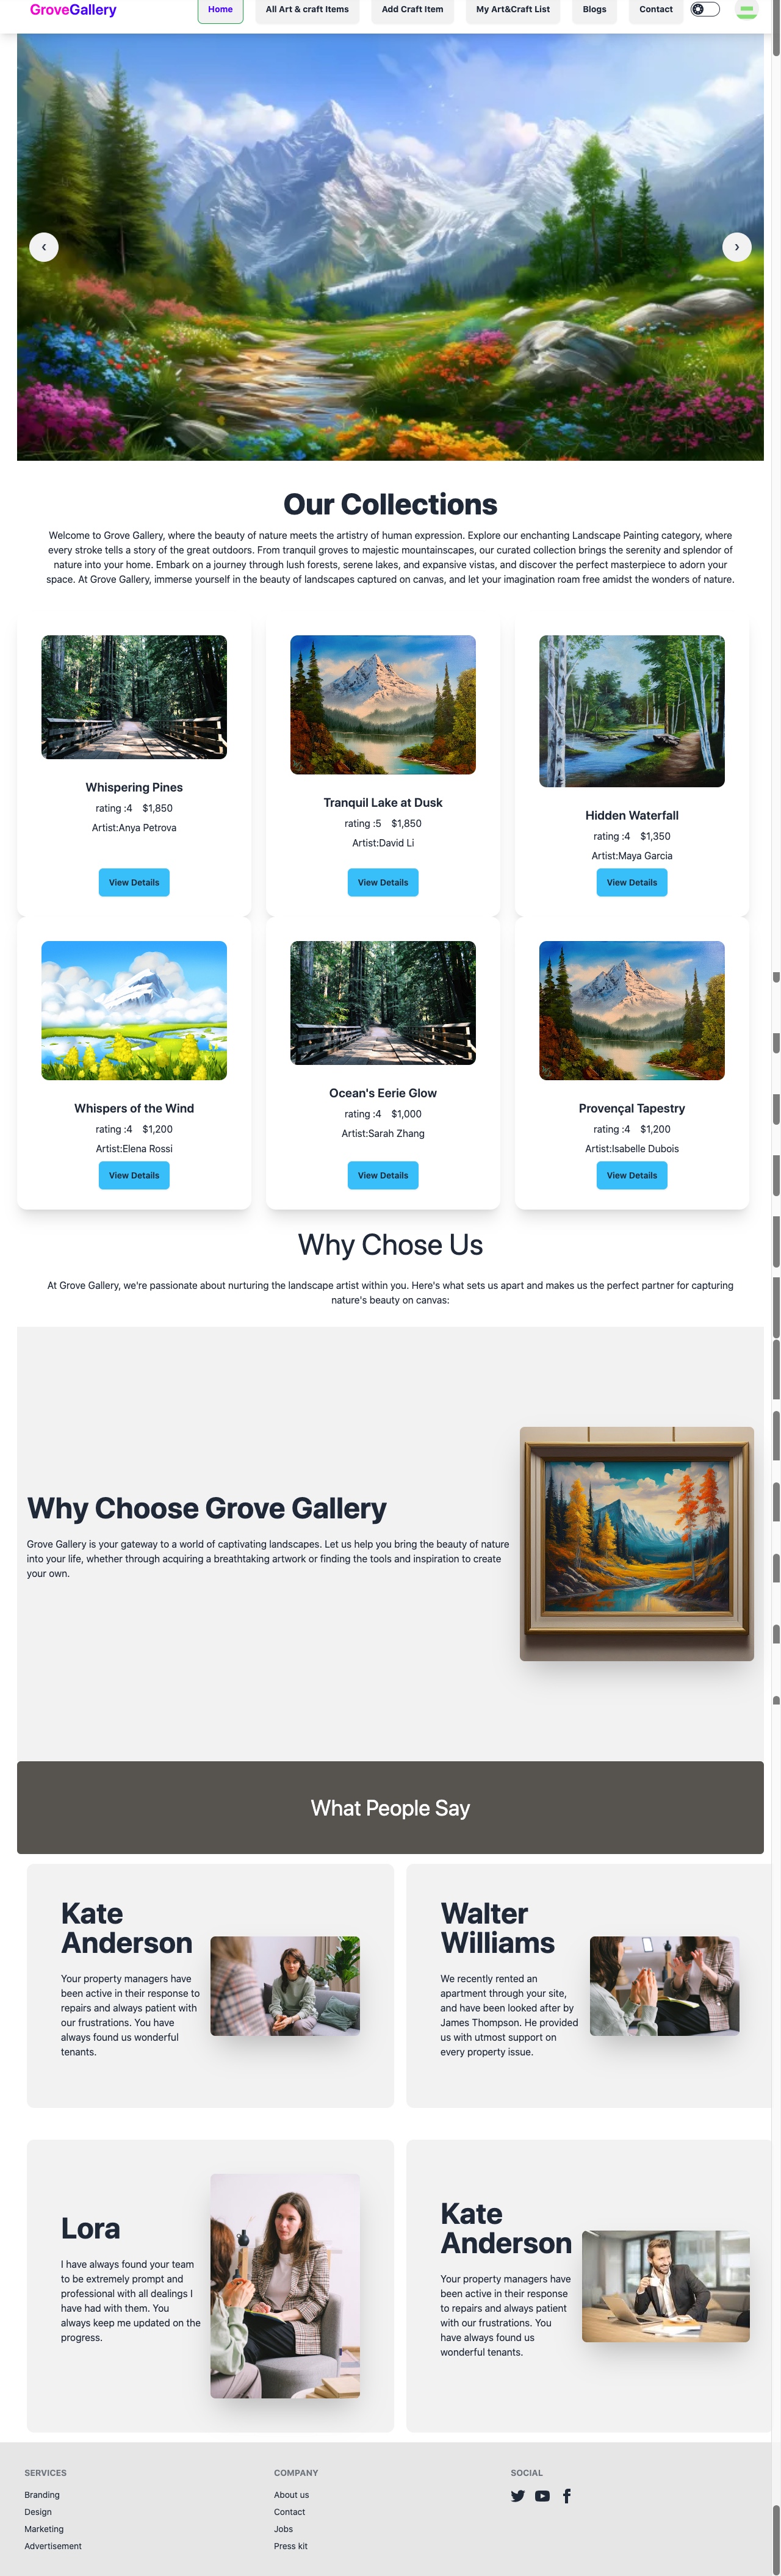 GroveGallery
Home
All Art & craft Items
Add Craft Item
My Art&Craft List
Blogs
Contact
Our Collections
Welcome to Grove Gallery, where the beauty of nature meets the artistry of human expression. Explore our enchanting Landscape Painting category, where
every stroke tells a story of the great outdoors. From tranquil groves to majestic mountainscapes, our curated collection brings the serenity and splendor of
nature into your home. Embark on a journey through lush forests, serene lakes, and expansive vistas, and discover the perfect masterpiece to adorn your
space. At Grove Gallery, immerse yourself in the beauty of landscapes captured on canvas, and let your imagination roam free amidst the wonders of nature.
Whispering Pines
rating :4 $1,850
Artist:Anya Petrova
View Details
Tranquil Lake at Dusk
rating :5 $1,850
Artist:David Li
View Details
Hidden Waterfall
rating :4 $1,350
Artist:Maya Garcia
View Details
Whispers of the Wind
rating :4 $1,200
Artist:Elena Rossi
View Details
Ocean's Eerie Glow
rating :4 $1,000
Artist:Sarah Zhang
View Details
Provençal Tapestry
rating :4 $1,200
Artist:Isabelle Dubois
View Details
Why Chose Us
At Grove Gallery, we're passionate about nurturing the landscape artist within you. Here's what sets us apart and makes us the perfect partner for capturing
nature's beauty on canvas:
Why Choose Grove Gallery
Grove Gallery is your gateway to a world of captivating landscapes. Let us help you bring the beauty of nature
into your life, whether through acquiring a breathtaking artwork or finding the tools and inspiration to create
your own.
What People Say
Kate
Anderson
Your property managers have
been active in their response to
repairs and always patient with
our frustrations. You have
always found us wonderful
tenants.
Walter
Williams
We recently rented an
apartment through your site,
and have been looked after by
James Thompson. He provided
us with utmost support on
every property issue.
Lora
I have always found your team
to be extremely prompt and
professional with all dealings I
have had with them. You
always keep me updated on the
progress.
Kate
Anderson
Your property managers have
been active in their response
to repairs and always patient
with our frustrations. You
have always found us
wonderful tenants.
SERVICES
Branding
Design
Marketing
Advertisement
COMPANY
About us
Contact
Jobs
Press kit
SOCIAL